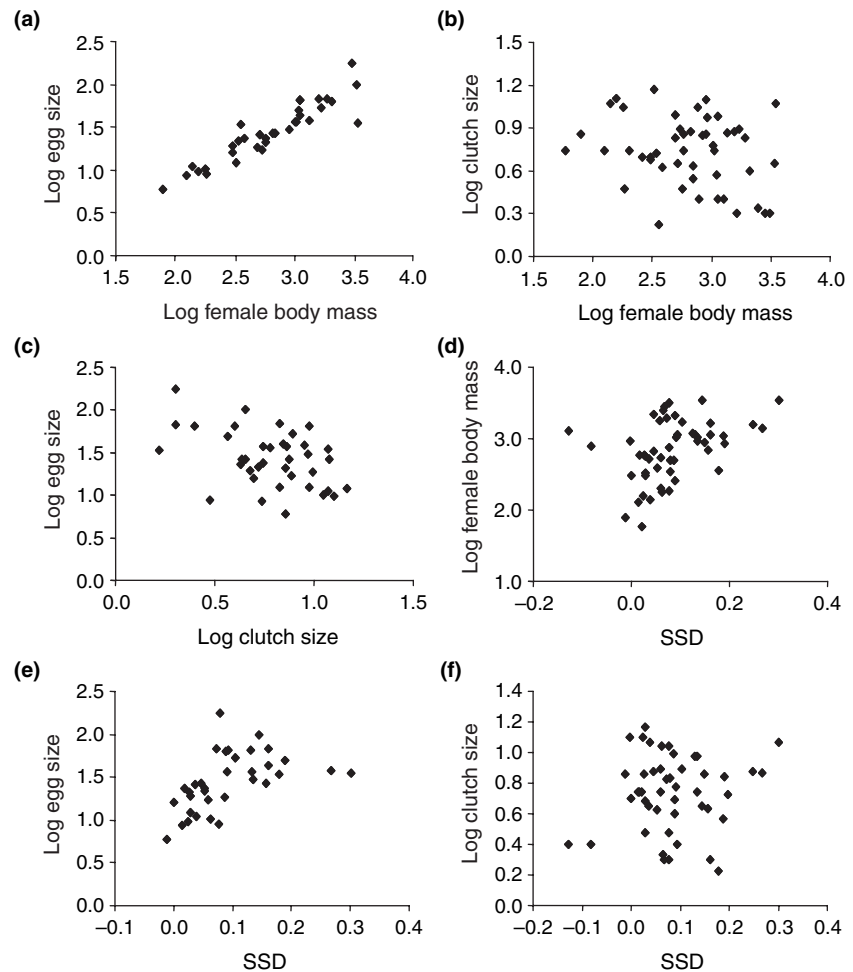 (a)
Log egg size
2.5
2.0
1.5
1.0
0.5
0.0
1.5 2.0 2.5 3.0 3.5 4.0
Log female body mass
(b)
Log clutch size
1.5
1.2
0.9
0.6
0.3
0.0
1.5 2.0 2.5 3.0 3.5 4.0
Log female body mass
(c)
Log egg size
2.5
2.0
1.5
1.0
0.5
0.0
0.0 0.5 1.0 1.5
Log clutch size
(d)
Log female body mass
4.0
3.0
2.0
1.0
−0.2 0.0 0.2 0.4
SSD
(e)
Log egg size
2.5
2.0
1.5
1.0
0.5
0.0
−0.1 0.0 0.1 0.2 0.3 0.4
SSD
(f)
Log clutch size
1.4
1.2
1.0
0.8
0.6
0.4
0.2
0.0
−0.2 −0.1 0.0 0.1 0.2 0.3 0.4
SSD